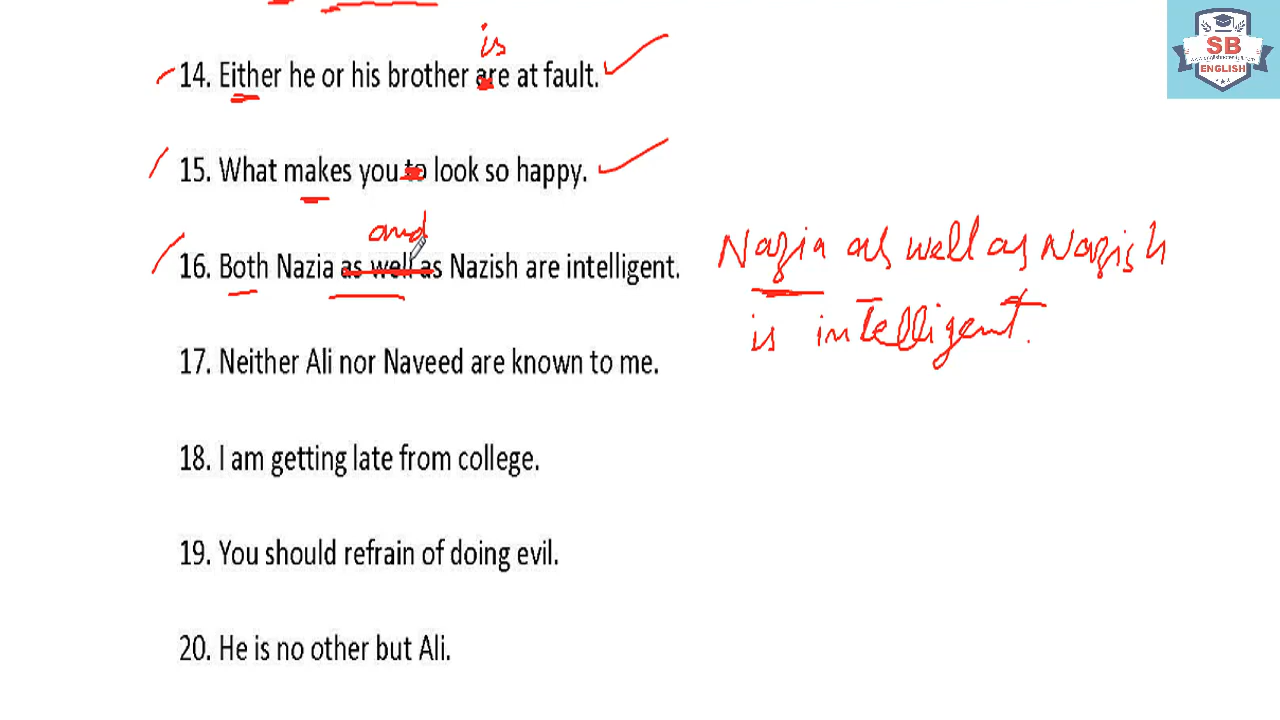 SB
ENGLISH
is
14. Either he or his brother are at fault.
15. What makes you to look so happy.
and
16. Both Nazia as well as Nazish are intelligent.
Nazia as well as Nazish
is intelligent.
17. Neither Ali nor Naveed are known to me.
18. I am getting late from college.
19. You should refrain of doing evil.
20. He is no other but Ali.